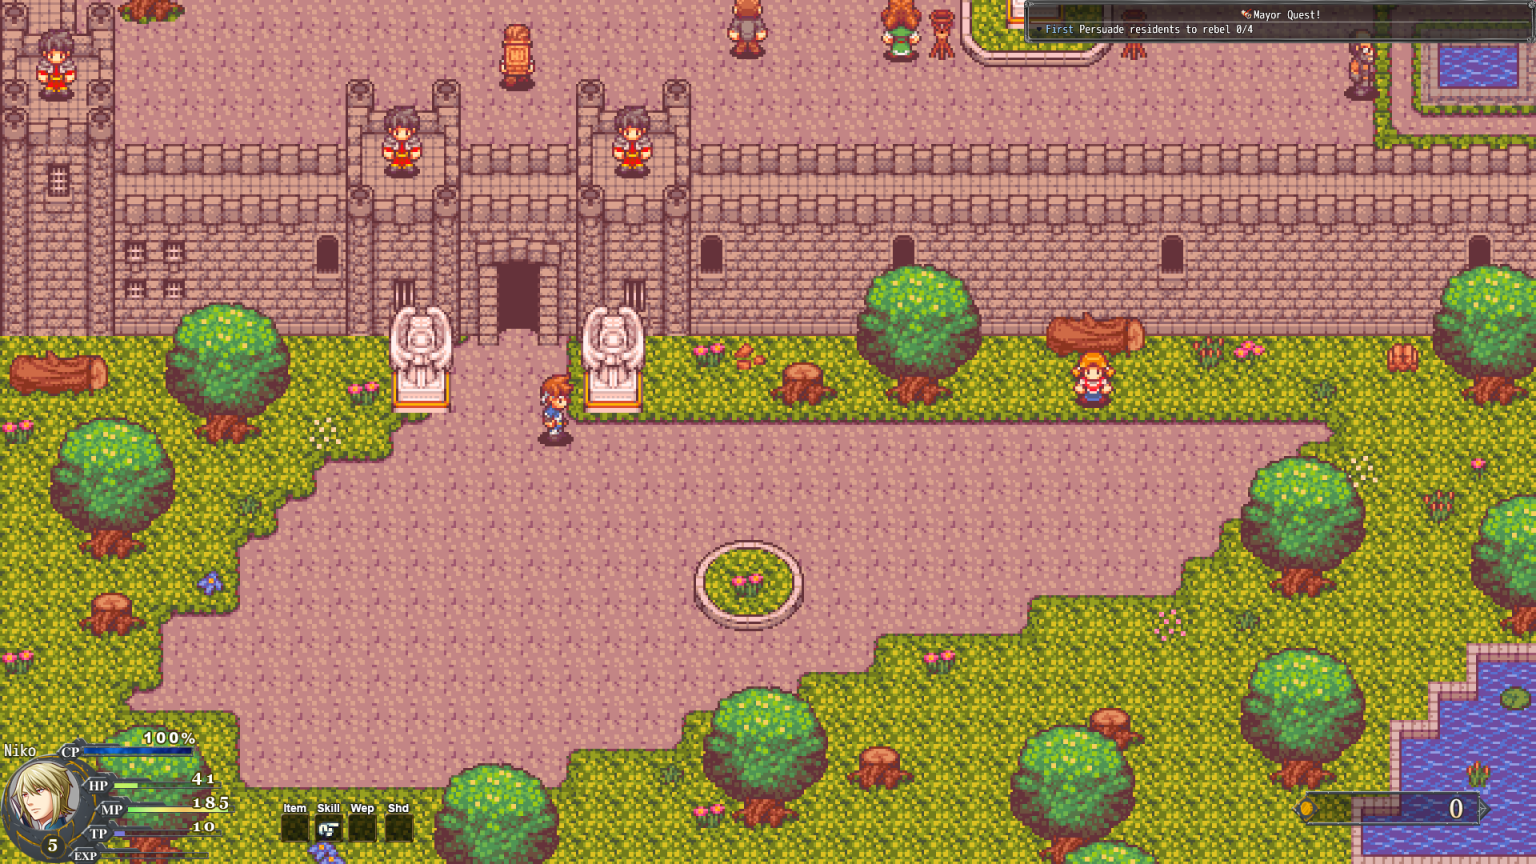 Mayor Quest!
First Persuade residents to rebel 0/4
Niko
CP 100%
HP 41
MP 185
TP 10
5
EXP
Item Skill Wep Shd
0